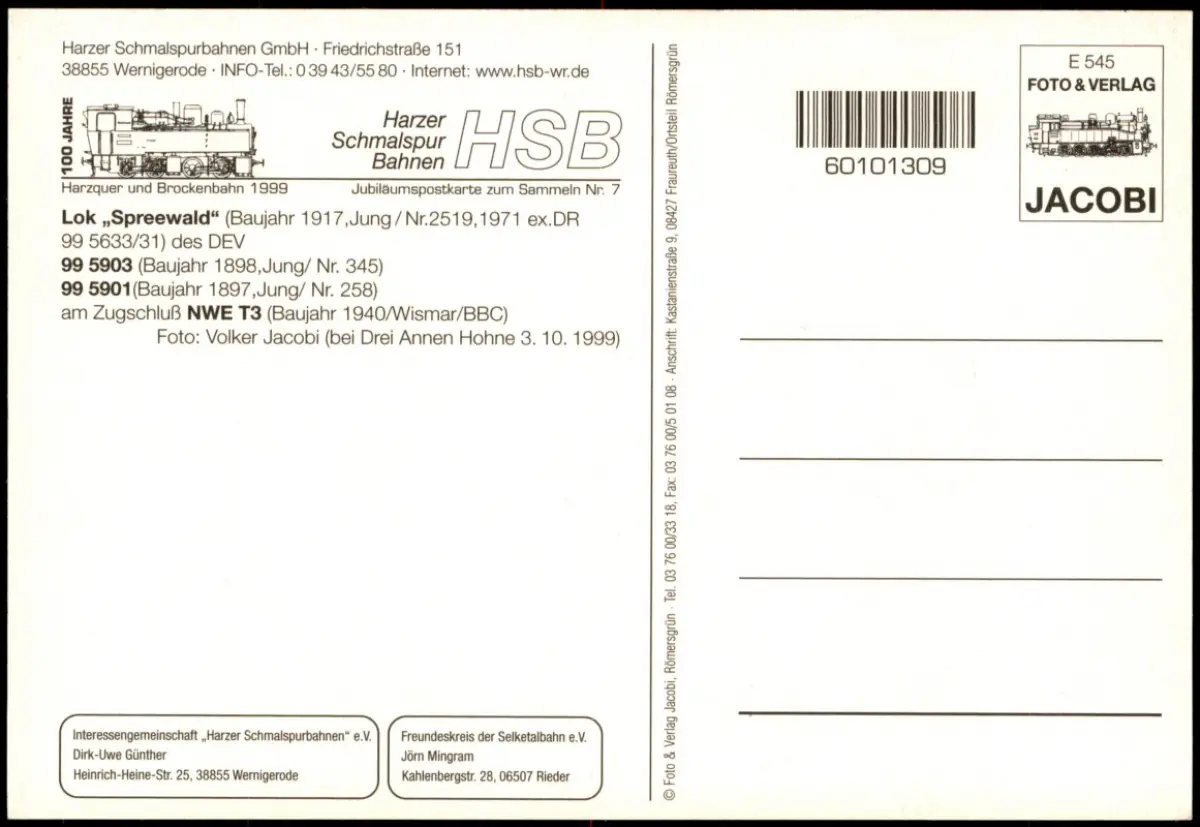 Harzer Schmalspurbahnen GmbH · Friedrichstraße 151
38855 Wernigerode · INFO-Tel.: 0 39 43/55 80 · Internet: www.hsb-wr.de
100 JAHRE
Harzer
Schmalspur
Bahnen
HSB
Harzquer und Brockenbahn 1999
Jubiläumspostkarte zum Sammeln Nr. 7
Lok „Spreewald“ (Baujahr 1917,Jung/Nr.2519,1971 ex.DR
99 5633/31) des DEV
99 5903 (Baujahr 1898,Jung/ Nr. 345)
99 5901(Baujahr 1897,Jung/ Nr. 258)
am Zugschluß NWE T3 (Baujahr 1940/Wismar/BBC)
Foto: Volker Jacobi (bei Drei Annen Hohne 3. 10. 1999)
Interessengemeinschaft „Harzer Schmalspurbahnen“ e.V.
Dirk-Uwe Günther
Heinrich-Heine-Str. 25, 38855 Wernigerode
Freundeskreis der Selketalbahn e.V.
Jörn Mingram
Kahlenbergstr. 28, 06507 Rieder
© Foto & Verlag Jacobi, Römersgrün · Tel. 03 76 00/33 18, Fax: 03 76 00/5 01 08 · Anschrift: Kastanienstraße 9, 08427 Fraureuth/Ortsteil Römersgrün
60101309
E 545
FOTO & VERLAG
JACOBI